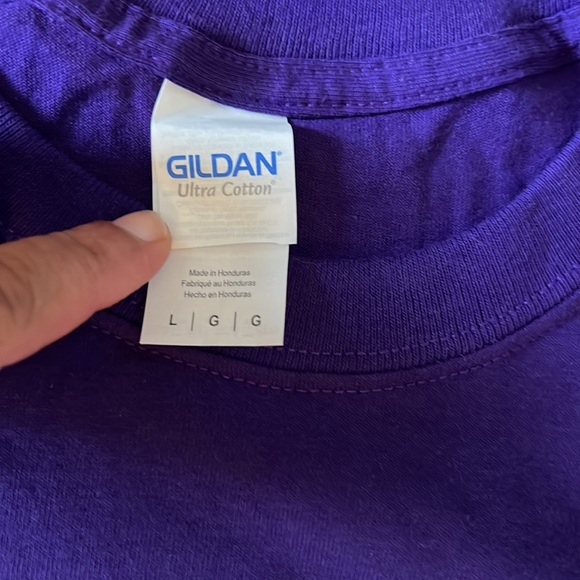 GILDAN®
Ultra Cotton®
Made in Honduras
Fabriqué au Honduras
Hecho en Honduras
L | G | G